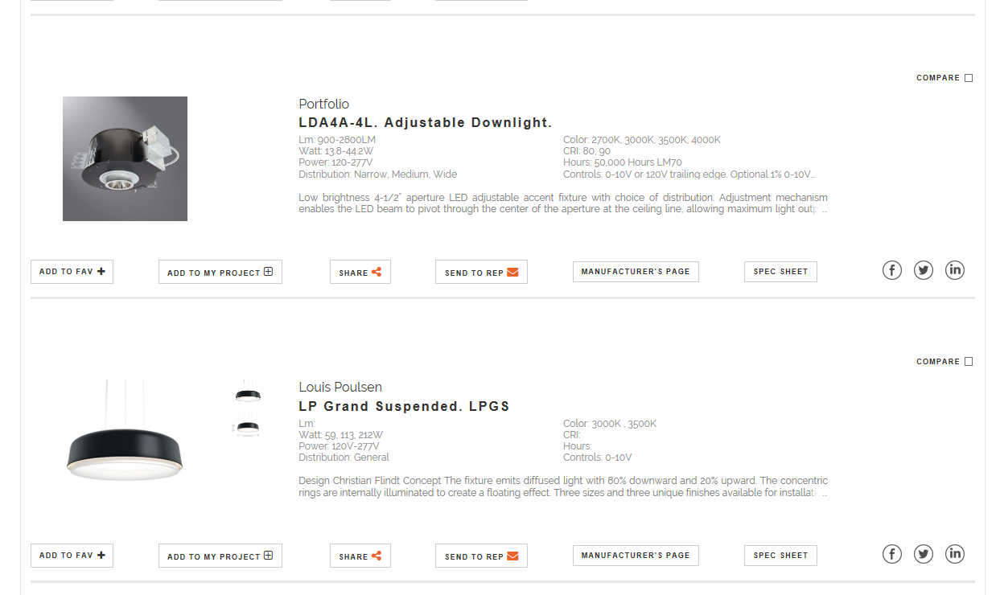 COMPARE
Portfolio
LDA4A-4L. Adjustable Downlight.
Lm: 900-2800LM
Watt: 13.8-44.2W
Power: 120-277V
Distribution: Narrow, Medium, Wide
Color: 2700K, 3000K, 3500K, 4000K
CRI: 80, 90
Hours: 50,000 Hours LM70
Controls: 0-10V or 120V trailing edge. Optional 1% 0-10V...
Low brightness 4-1/2" aperture LED adjustable accent fixture with choice of distribution. Adjustment mechanism
enables the LED beam to pivot through the center of the aperture at the ceiling line, allowing maximum light outp ...
ADD TO FAV
ADD TO MY PROJECT
SHARE
SEND TO REP
MANUFACTURER'S PAGE
SPEC SHEET
COMPARE
Louis Poulsen
LP Grand Suspended. LPGS
Lm:
Watt: 59, 113, 212W
Power: 120V-277V
Distribution: General
Color: 3000K , 3500K
CRI:
Hours:
Controls: 0-10V
Design Christian Flindt Concept The fixture emits diffused light with 80% downward and 20% upward. The concentric
rings are internally illuminated to create a floating effect. Three sizes and three unique finishes available for installati ...
ADD TO FAV
ADD TO MY PROJECT
SHARE
SEND TO REP
MANUFACTURER'S PAGE
SPEC SHEET